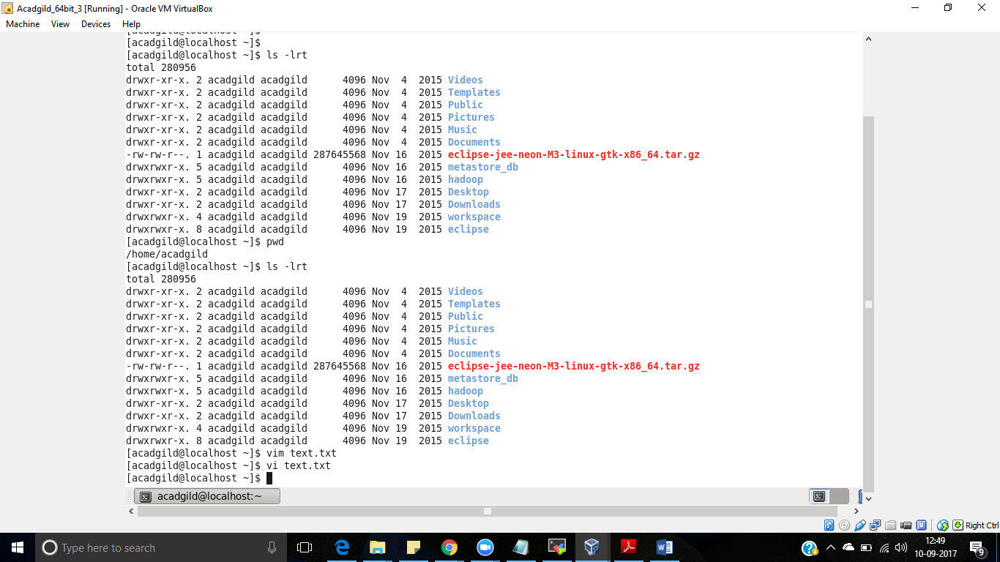 Acadgild_64bit_3 [Running] - Oracle VM VirtualBox
Machine View Devices Help
[acadgild@localhost ~]$
[acadgild@localhost ~]$
[acadgild@localhost ~]$ ls -lrt
total 280956
drwxr-xr-x. 2 acadgild acadgild      4096 Nov  4  2015 Videos
drwxr-xr-x. 2 acadgild acadgild      4096 Nov  4  2015 Templates
drwxr-xr-x. 2 acadgild acadgild      4096 Nov  4  2015 Public
drwxr-xr-x. 2 acadgild acadgild      4096 Nov  4  2015 Pictures
drwxr-xr-x. 2 acadgild acadgild      4096 Nov  4  2015 Music
drwxr-xr-x. 2 acadgild acadgild      4096 Nov  4  2015 Documents
-rw-rw-r--. 1 acadgild acadgild 287645568 Nov 16  2015 eclipse-jee-neon-M3-linux-gtk-x86_64.tar.gz
drwxrwxr-x. 5 acadgild acadgild      4096 Nov 16  2015 metastore_db
drwxrwxr-x. 5 acadgild acadgild      4096 Nov 16  2015 hadoop
drwxr-xr-x. 2 acadgild acadgild      4096 Nov 17  2015 Desktop
drwxr-xr-x. 2 acadgild acadgild      4096 Nov 17  2015 Downloads
drwxrwxr-x. 4 acadgild acadgild      4096 Nov 19  2015 workspace
drwxrwxr-x. 8 acadgild acadgild      4096 Nov 19  2015 eclipse
[acadgild@localhost ~]$ pwd
/home/acadgild
[acadgild@localhost ~]$ ls -lrt
total 280956
drwxr-xr-x. 2 acadgild acadgild      4096 Nov  4  2015 Videos
drwxr-xr-x. 2 acadgild acadgild      4096 Nov  4  2015 Templates
drwxr-xr-x. 2 acadgild acadgild      4096 Nov  4  2015 Public
drwxr-xr-x. 2 acadgild acadgild      4096 Nov  4  2015 Pictures
drwxr-xr-x. 2 acadgild acadgild      4096 Nov  4  2015 Music
drwxr-xr-x. 2 acadgild acadgild      4096 Nov  4  2015 Documents
-rw-rw-r--. 1 acadgild acadgild 287645568 Nov 16  2015 eclipse-jee-neon-M3-linux-gtk-x86_64.tar.gz
drwxrwxr-x. 5 acadgild acadgild      4096 Nov 16  2015 metastore_db
drwxrwxr-x. 5 acadgild acadgild      4096 Nov 16  2015 hadoop
drwxr-xr-x. 2 acadgild acadgild      4096 Nov 17  2015 Desktop
drwxr-xr-x. 2 acadgild acadgild      4096 Nov 17  2015 Downloads
drwxrwxr-x. 4 acadgild acadgild      4096 Nov 19  2015 workspace
drwxrwxr-x. 8 acadgild acadgild      4096 Nov 19  2015 eclipse
[acadgild@localhost ~]$ vim text.txt
[acadgild@localhost ~]$ vi text.txt
[acadgild@localhost ~]$
acadgild@localhost:~
Right Ctrl
Type here to search
12:49
10-09-2017
9